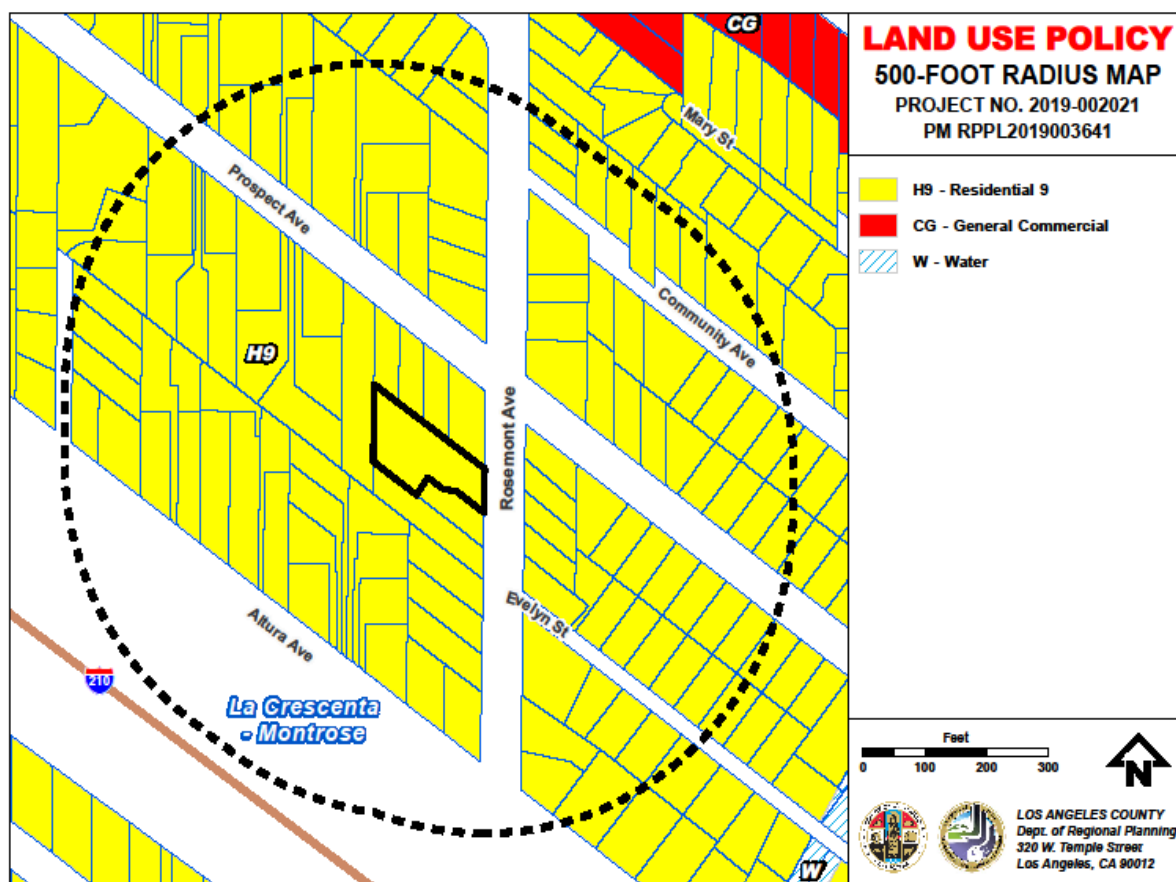 CG
LAND USE POLICY
500-FOOT RADIUS MAP
PROJECT NO. 2019-002021
PM RPPL2019003641
Mary St
H9 - Residential 9
CG - General Commercial
W - Water
Prospect Ave
Community Ave
H9
Rosemont Ave
Evelyn St
Altura Ave
210
La Crescenta
- Montrose
W
Feet
0 100 200 300
N
LOS ANGELES COUNTY
Dept. of Regional Planning
320 W. Temple Street
Los Angeles, CA 90012